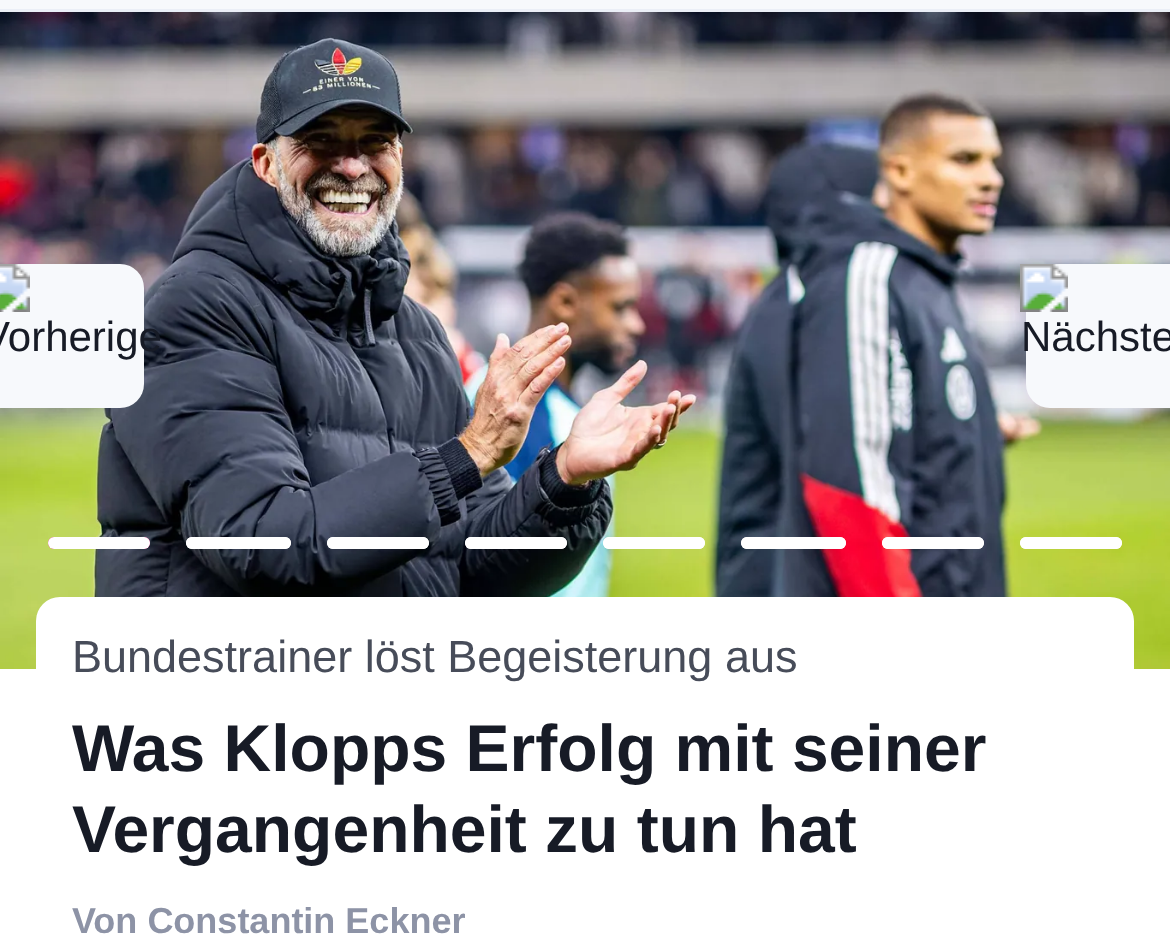 EINER VON
83 MILLIONEN
Vorherige
Nächste
Bundestrainer löst Begeisterung aus
Was Klopps Erfolg mit seiner
Vergangenheit zu tun hat
Von Constantin Eckner